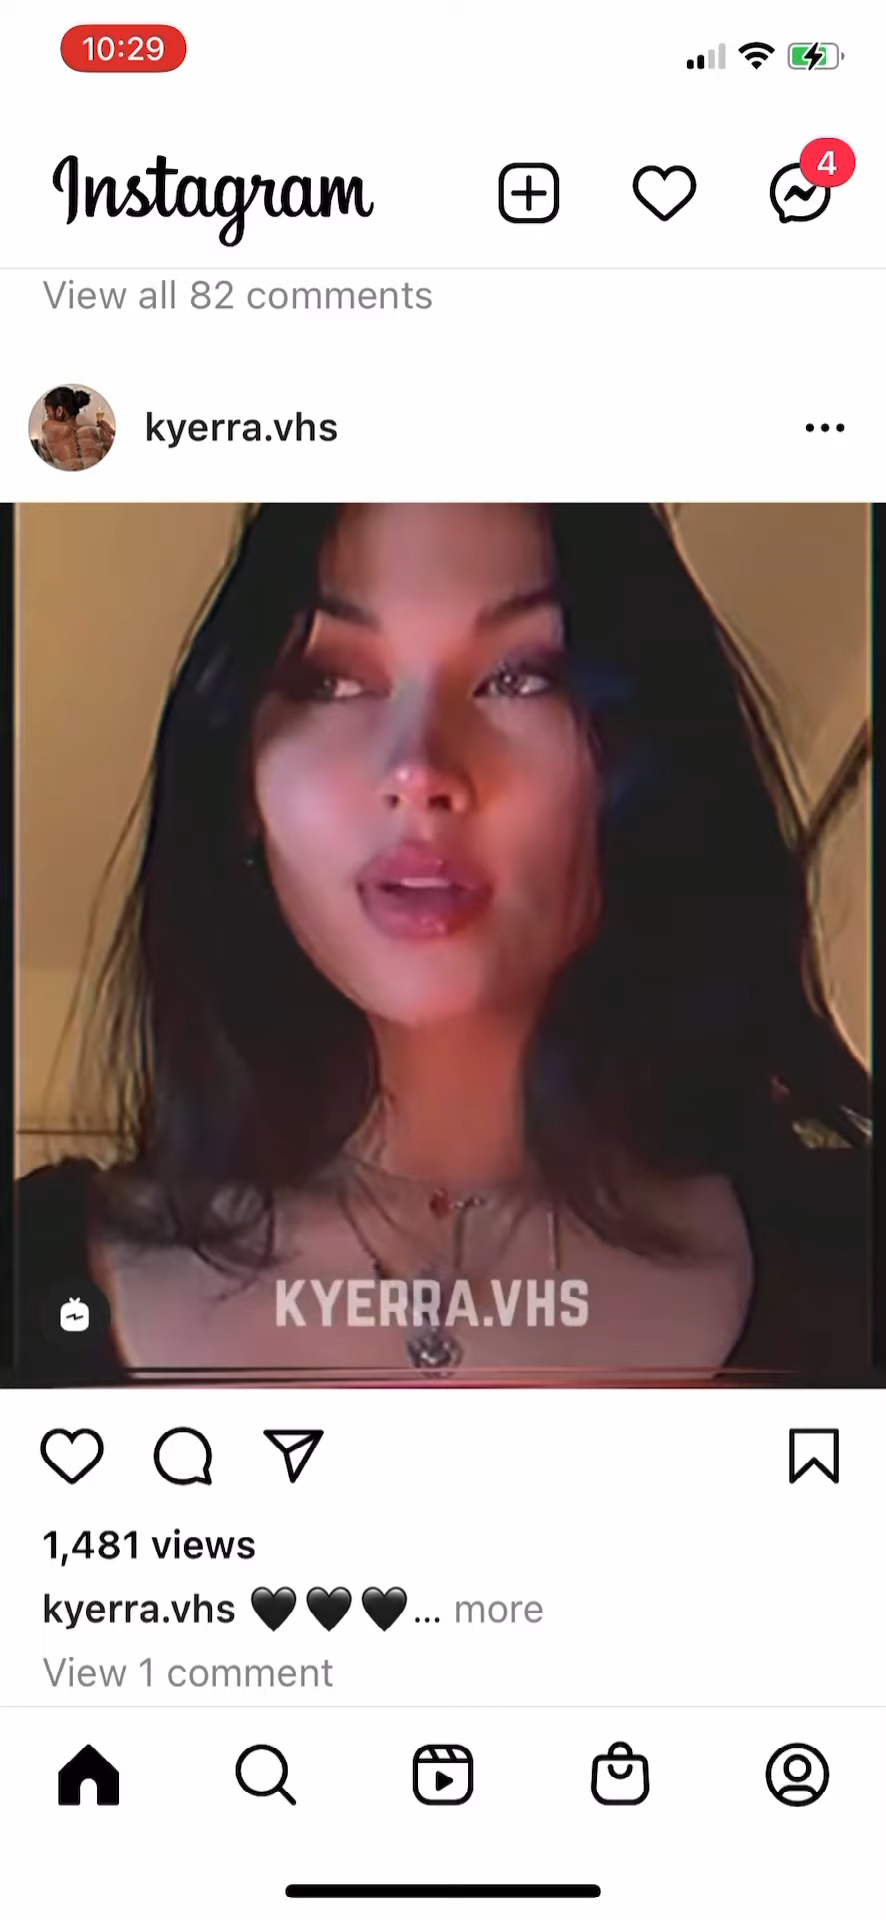 10:29
Instagram
4
View all 82 comments
kyerra.vhs
KYERRA.VHS
1,481 views
kyerra.vhs 🖤🖤🖤... more
View 1 comment